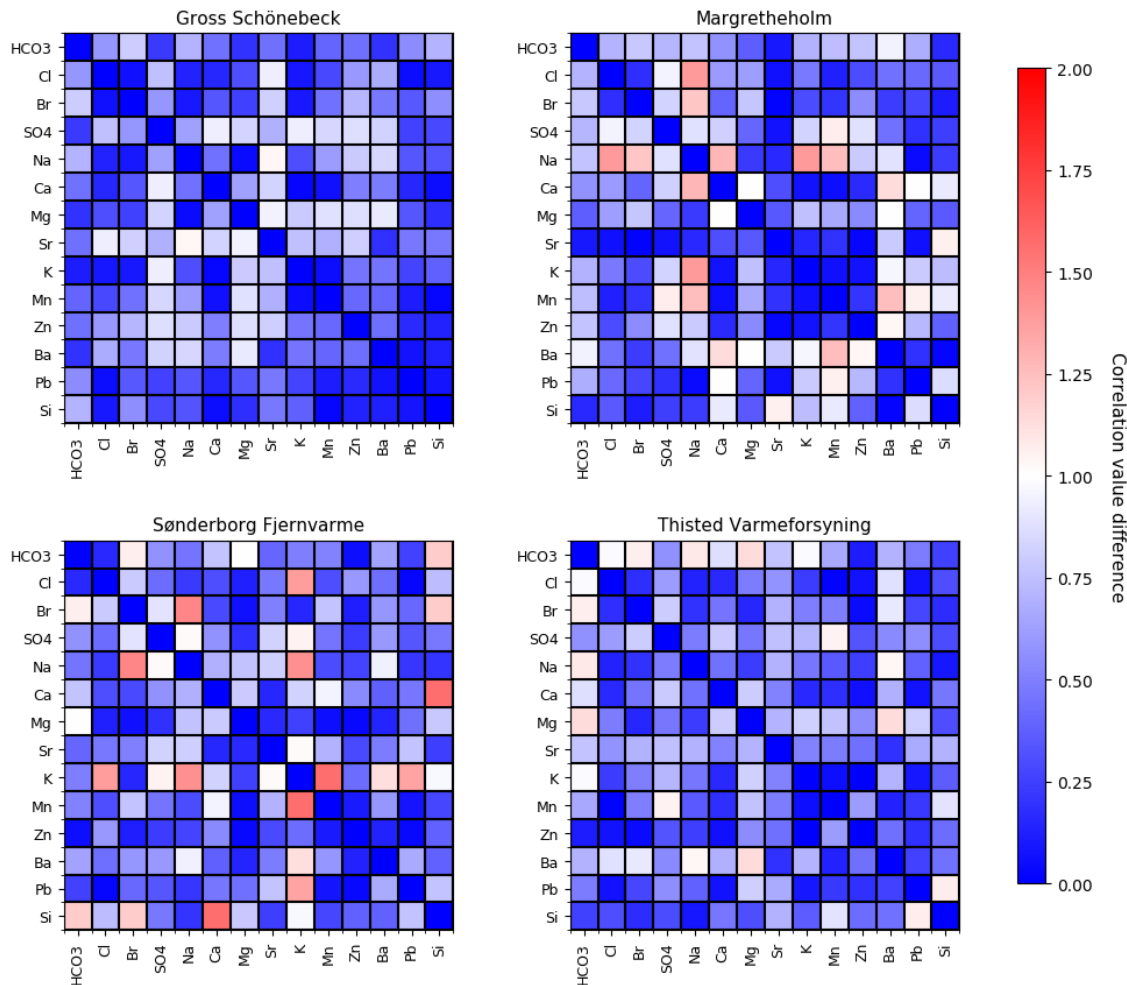 Gross Schönebeck
HCO3
Cl
Br
SO4
Na
Ca
Mg
Sr
K
Mn
Zn
Ba
Pb
Si
HCO3 Cl Br SO4 Na Ca Mg Sr K Mn Zn Ba Pb Si
Margretheholm
HCO3
Cl
Br
SO4
Na
Ca
Mg
Sr
K
Mn
Zn
Ba
Pb
Si
HCO3 Cl Br SO4 Na Ca Mg Sr K Mn Zn Ba Pb Si
Sønderborg Fjernvarme
HCO3
Cl
Br
SO4
Na
Ca
Mg
Sr
K
Mn
Zn
Ba
Pb
Si
HCO3 Cl Br SO4 Na Ca Mg Sr K Mn Zn Ba Pb Si
Thisted Varmeforsyning
HCO3
Cl
Br
SO4
Na
Ca
Mg
Sr
K
Mn
Zn
Ba
Pb
Si
HCO3 Cl Br SO4 Na Ca Mg Sr K Mn Zn Ba Pb Si
2.00
1.75
1.50
1.25
1.00
0.75
0.50
0.25
0.00
Correlation value difference